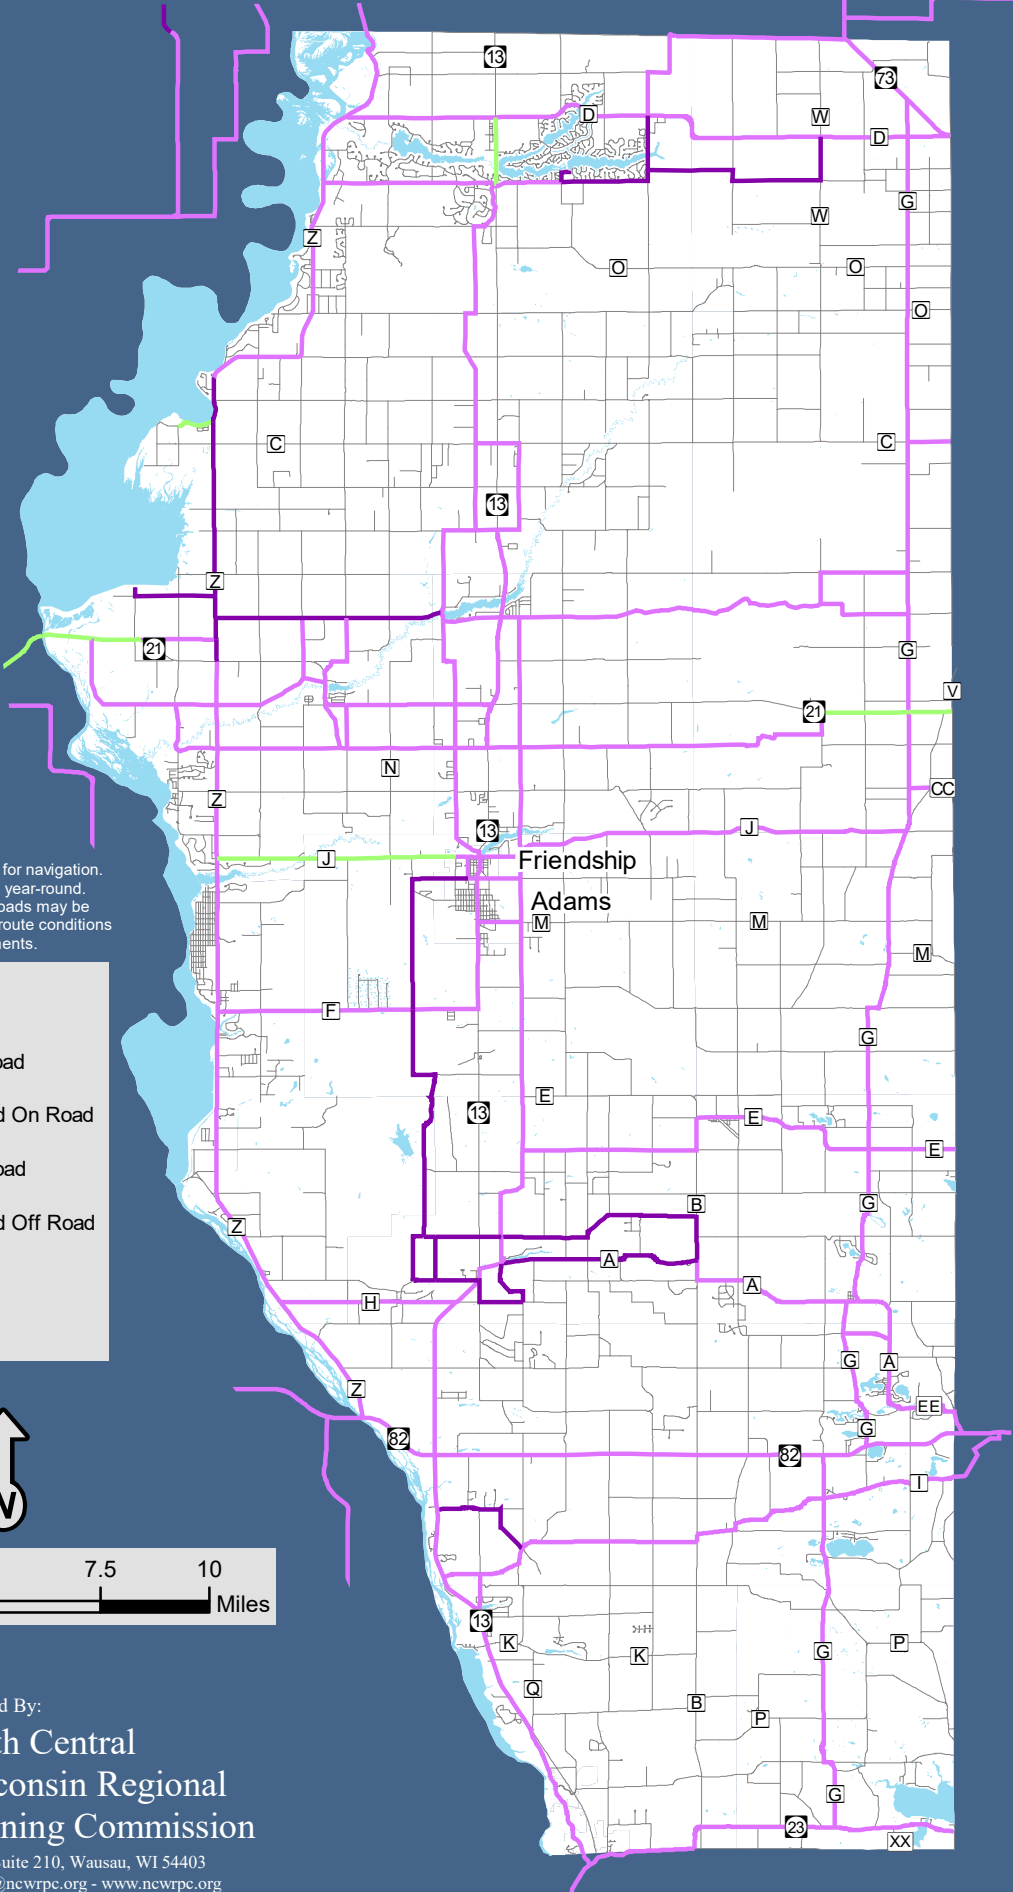 13
73
W
D
D
G
W
Z
O
O
O
C
C
13
Z
21
G
V
21
N
CC
Z
13
J
J
Friendship
Adams
M
M
M
for navigation.
year-round.
oads may be
route conditions
ents.
F
G
oad
d On Road
oad
d Off Road
E
13
E
E
B
G
Z
A
A
H
G
A
Z
EE
G
82
82
I
N
7.5 10
Miles
13
K
K
G
P
Q
B
P
G
23
XX
d By:
th Central
consin Regional
ning Commission
uite 210, Wausau, WI 54403
@ncwrpc.org - www.ncwrpc.org